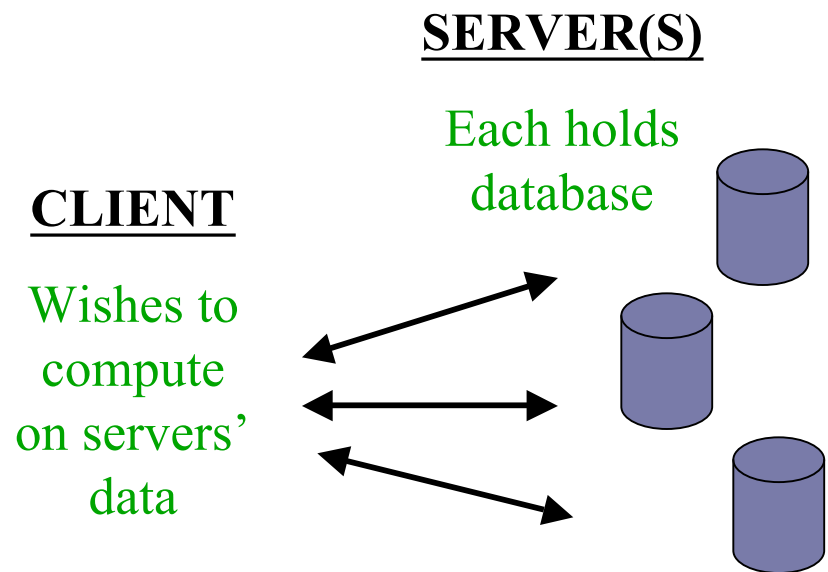 SERVER(S)
Each holds
database
CLIENT
Wishes to
compute
on servers’
data